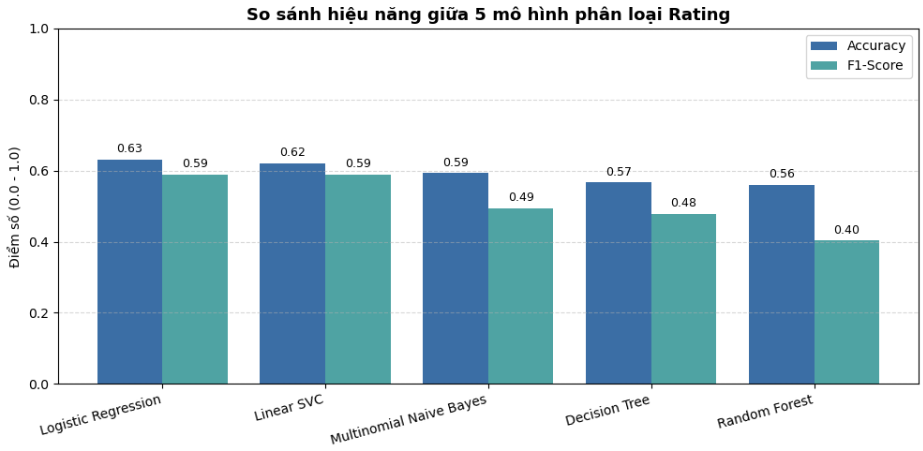 So sánh hiệu năng giữa 5 mô hình phân loại Rating
Accuracy
F1-Score
Điểm số (0.0 - 1.0)
1.0
0.8
0.6
0.4
0.2
0.0
0.63
0.59
0.62
0.59
0.59
0.49
0.57
0.48
0.56
0.40
Logistic Regression
Linear SVC
Multinomial Naive Bayes
Decision Tree
Random Forest